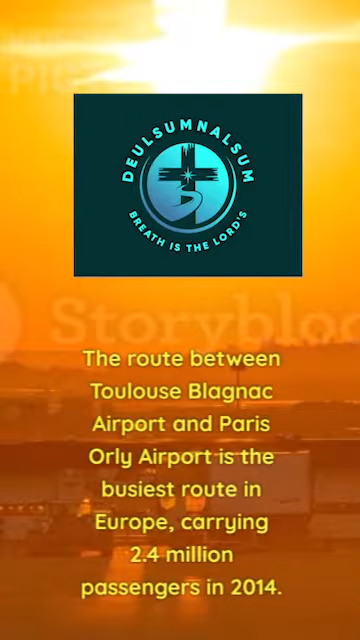 DEULSUMNALSUM
BREATH IS THE LORD'S
Storybloc
The route between
Toulouse Blagnac
Airport and Paris
Orly Airport is the
busiest route in
Europe, carrying
2.4 million
passengers in 2014.